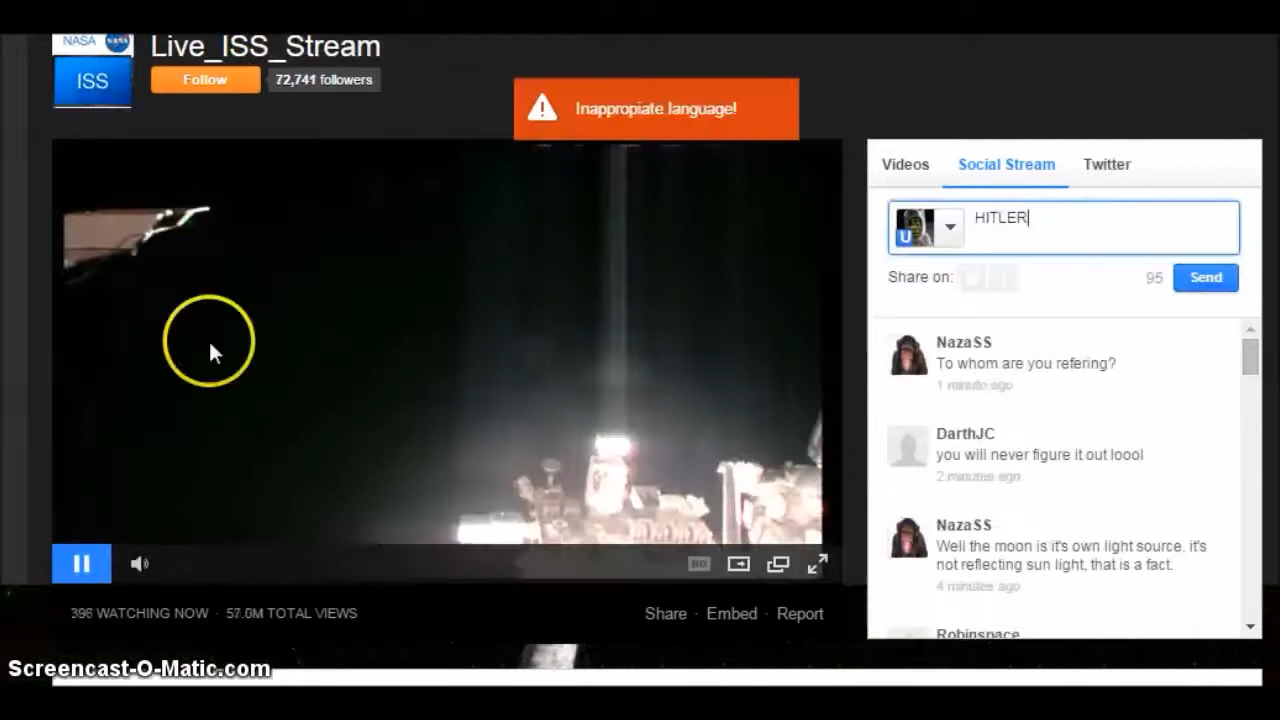 NASA
ISS
Live_ISS_Stream
Follow
72,741 followers
Inappropiate language!
Videos
Social Stream
Twitter
HITLER
U
Share on:
95
Send
NazaSS
To whom are you refering?
1 minuto ago
DarthJC
you will never figure it out loool
2 minutes ago
NazaSS
Well the moon is it's own light source. it's
not reflecting sun light, that is a fact.
4 minutes ago
Robinspace
396 WATCHING NOW · 57.0M TOTAL VIEWS
Share · Embed · Report
Screencast-O-Matic.com